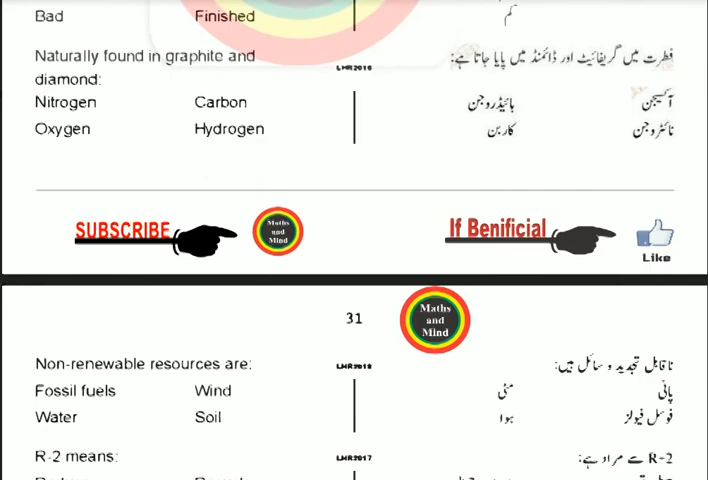 Bad Finished کم
Naturally found in graphite and LHR2016 فطرت میں گریفائیٹ اور ڈائمنڈ میں پایا جاتا ہے:
diamond:
Nitrogen Carbon ہائیڈروجن آکسیجن
Oxygen Hydrogen کاربن نائٹروجن
SUBSCRIBE Maths and Mind If Benificial
Like
31 Maths and Mind
Non-renewable resources are: LHR2018 ناقابل تجدید وسائل ہیں:
Fossil fuels Wind مٹی پانی
Water Soil ہوا فوسل فیولز
R-2 means: LHR2017 R-2 سے مراد ہے: